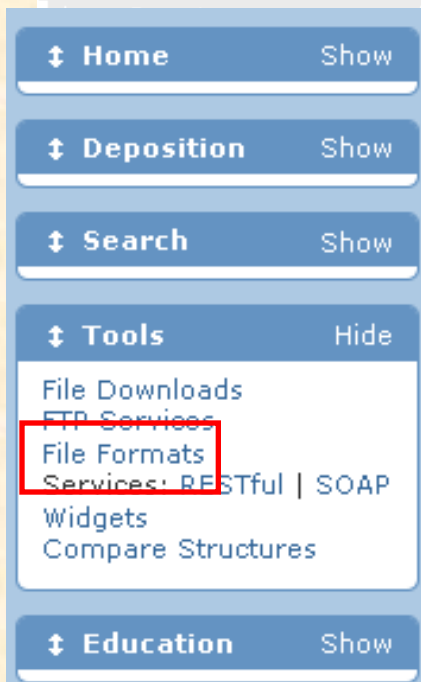 Home Show
Deposition Show
Search Show
Tools Hide
File Downloads
FTP Services
File Formats
Services: RESTful | SOAP
Widgets
Compare Structures
Education Show